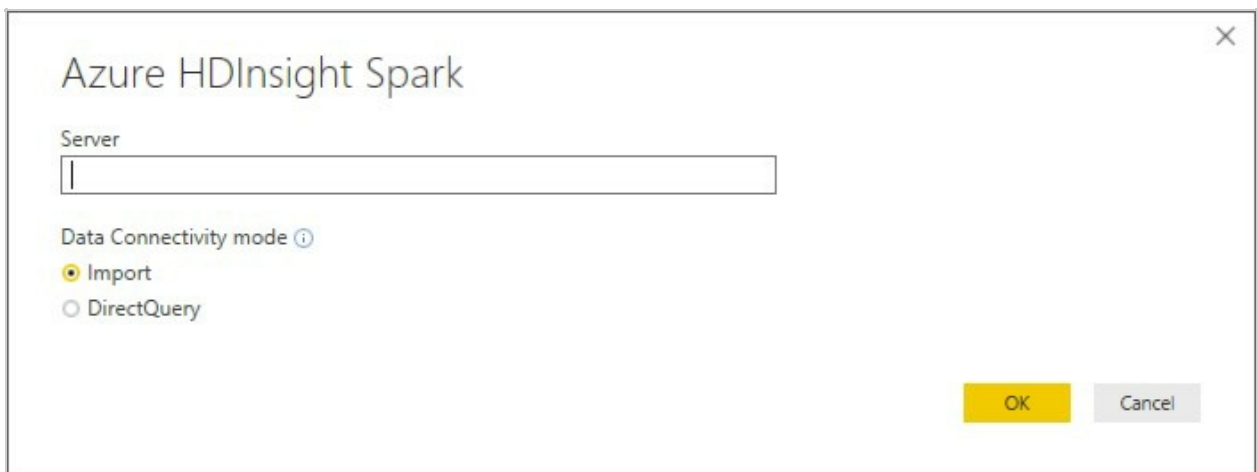 Azure HDInsight Spark
Server
Data Connectivity mode
Import
DirectQuery
OK Cancel